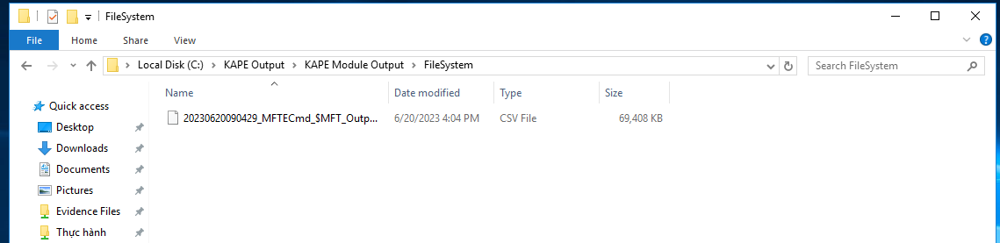 FileSystem
File Home Share View
Local Disk (C:) KAPE Output KAPE Module Output FileSystem Search FileSystem
Name Date modified Type Size
Quick access
20230620090429_MFTECmd_$MFT_Outp... 6/20/2023 4:04 PM CSV File 69,408 KB
Desktop
Downloads
Documents
Pictures
Evidence Files
Thực hành